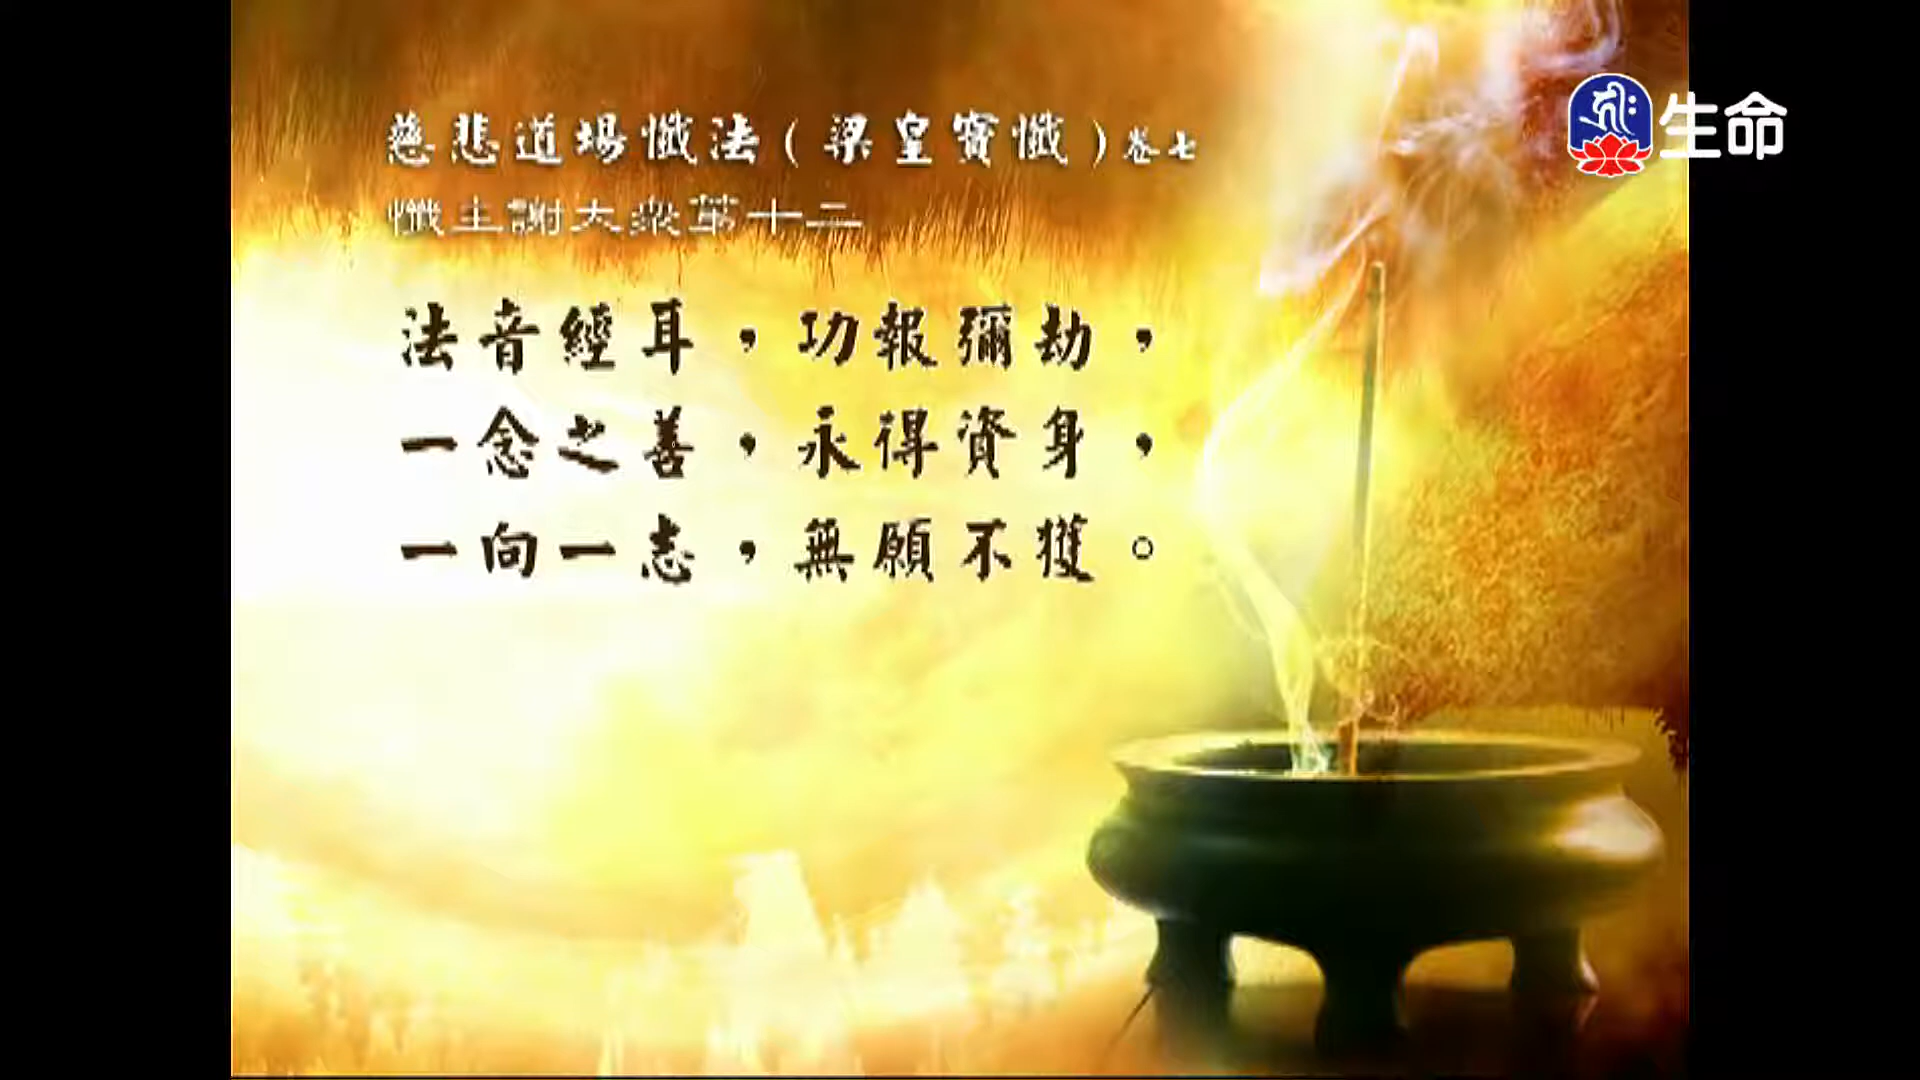 慈悲道場懺法(梁皇寶懺)卷七
懺主謝大眾第十二
法音經耳，功報彌劫，
一念之善，永得資身，
一向一志，無願不獲。
生命